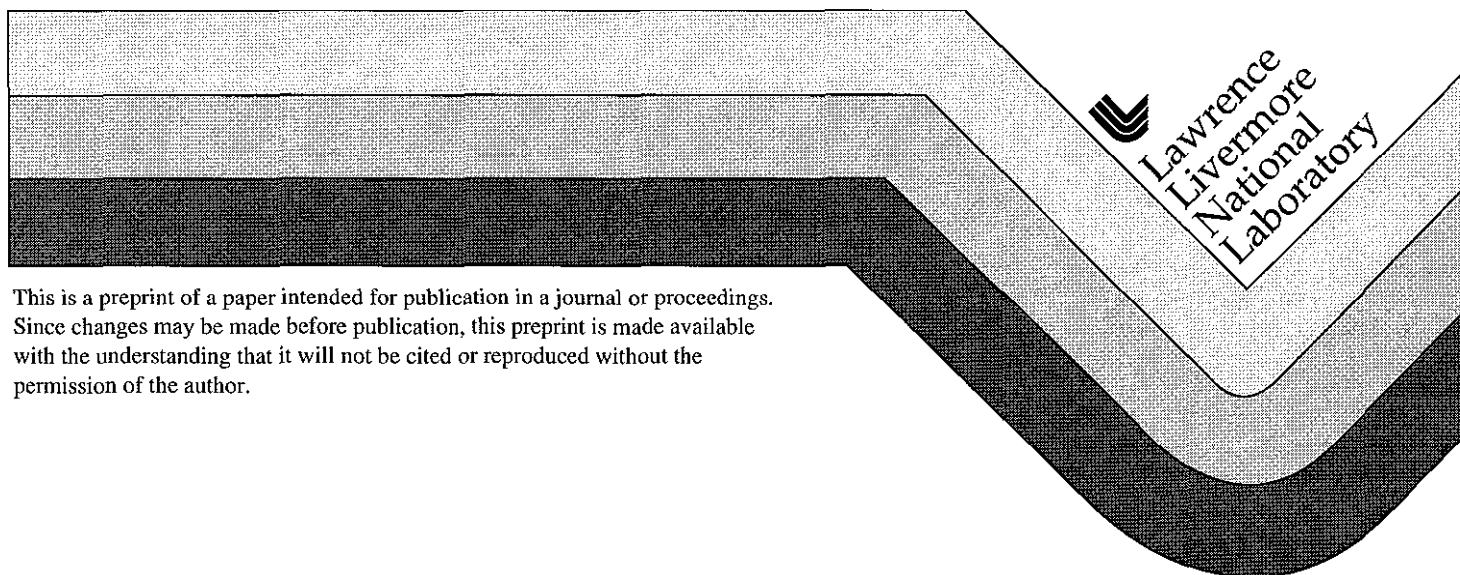 Lawrence
Livermore
National
Laboratory
This is a preprint of a paper intended for publication in a journal or proceedings.
Since changes may be made before publication, this preprint is made available
with the understanding that it will not be cited or reproduced without the
permission of the author.